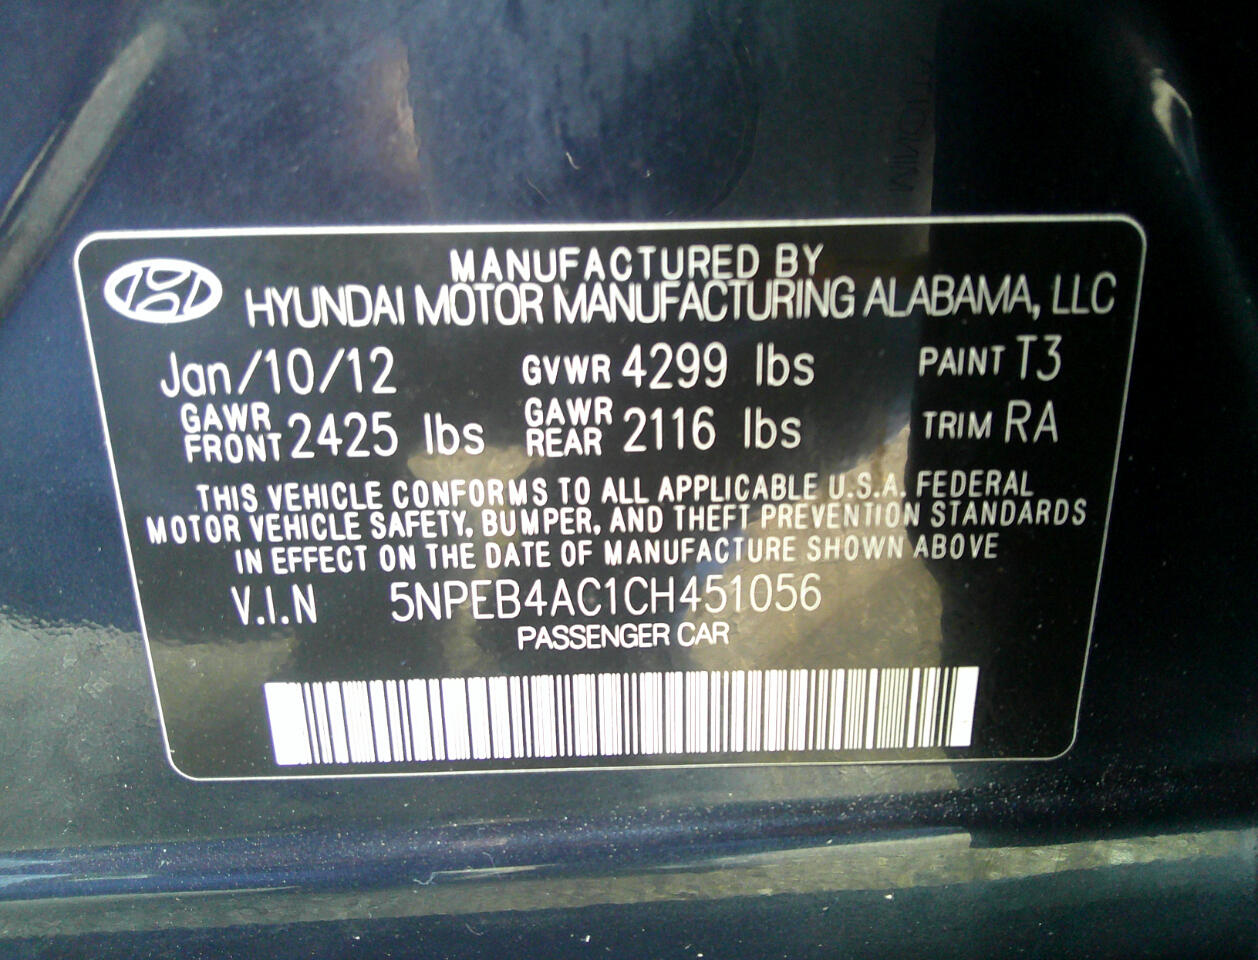 MANUFACTURED BY
HYUNDAI MOTOR MANUFACTURING ALABAMA, LLC
Jan/10/12 GVWR 4299 lbs PAINT T3
GAWR FRONT 2425 lbs GAWR REAR 2116 lbs TRIM RA
THIS VEHICLE CONFORMS TO ALL APPLICABLE U.S.A. FEDERAL
MOTOR VEHICLE SAFETY, BUMPER, AND THEFT PREVENTION STANDARDS
IN EFFECT ON THE DATE OF MANUFACTURE SHOWN ABOVE
V.I.N 5NPEB4AC1CH451056
PASSENGER CAR